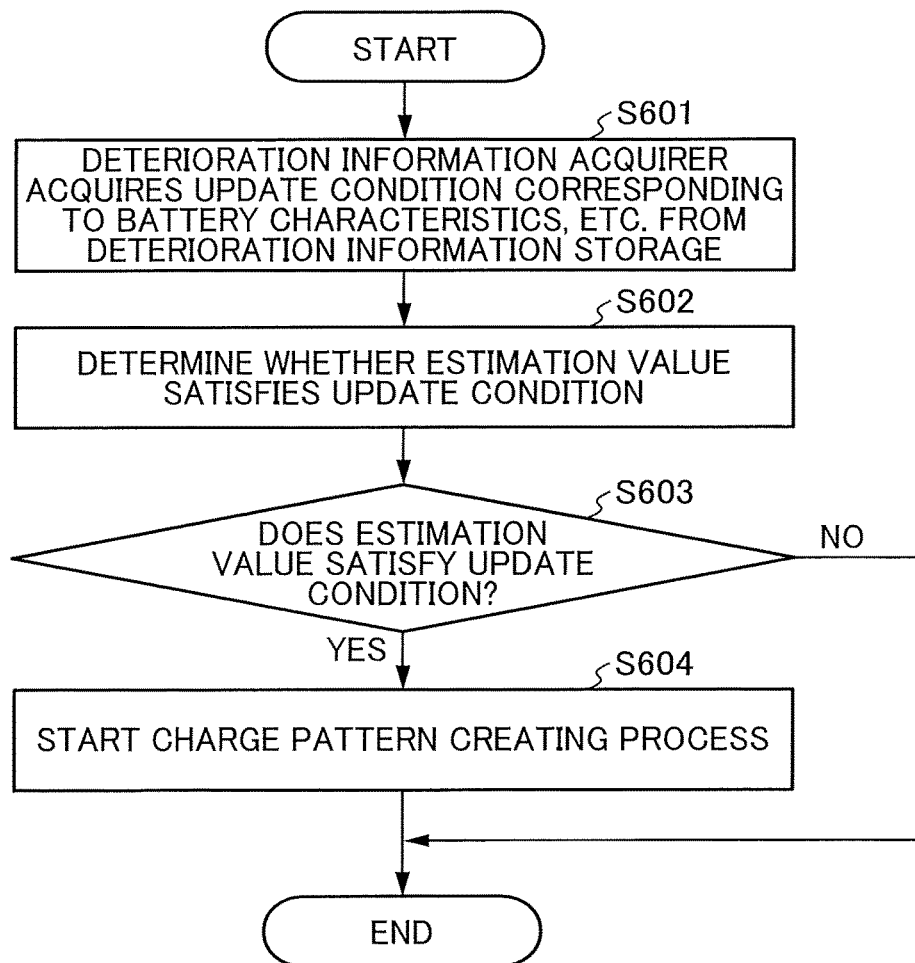 START
S601
DETERIORATION INFORMATION ACQUIRER
ACQUIRES UPDATE CONDITION CORRESPONDING
TO BATTERY CHARACTERISTICS, ETC. FROM
DETERIORATION INFORMATION STORAGE
S602
DETERMINE WHETHER ESTIMATION VALUE
SATISFIES UPDATE CONDITION
S603
DOES ESTIMATION
VALUE SATISFY UPDATE
CONDITION?
NO
YES
S604
START CHARGE PATTERN CREATING PROCESS
END